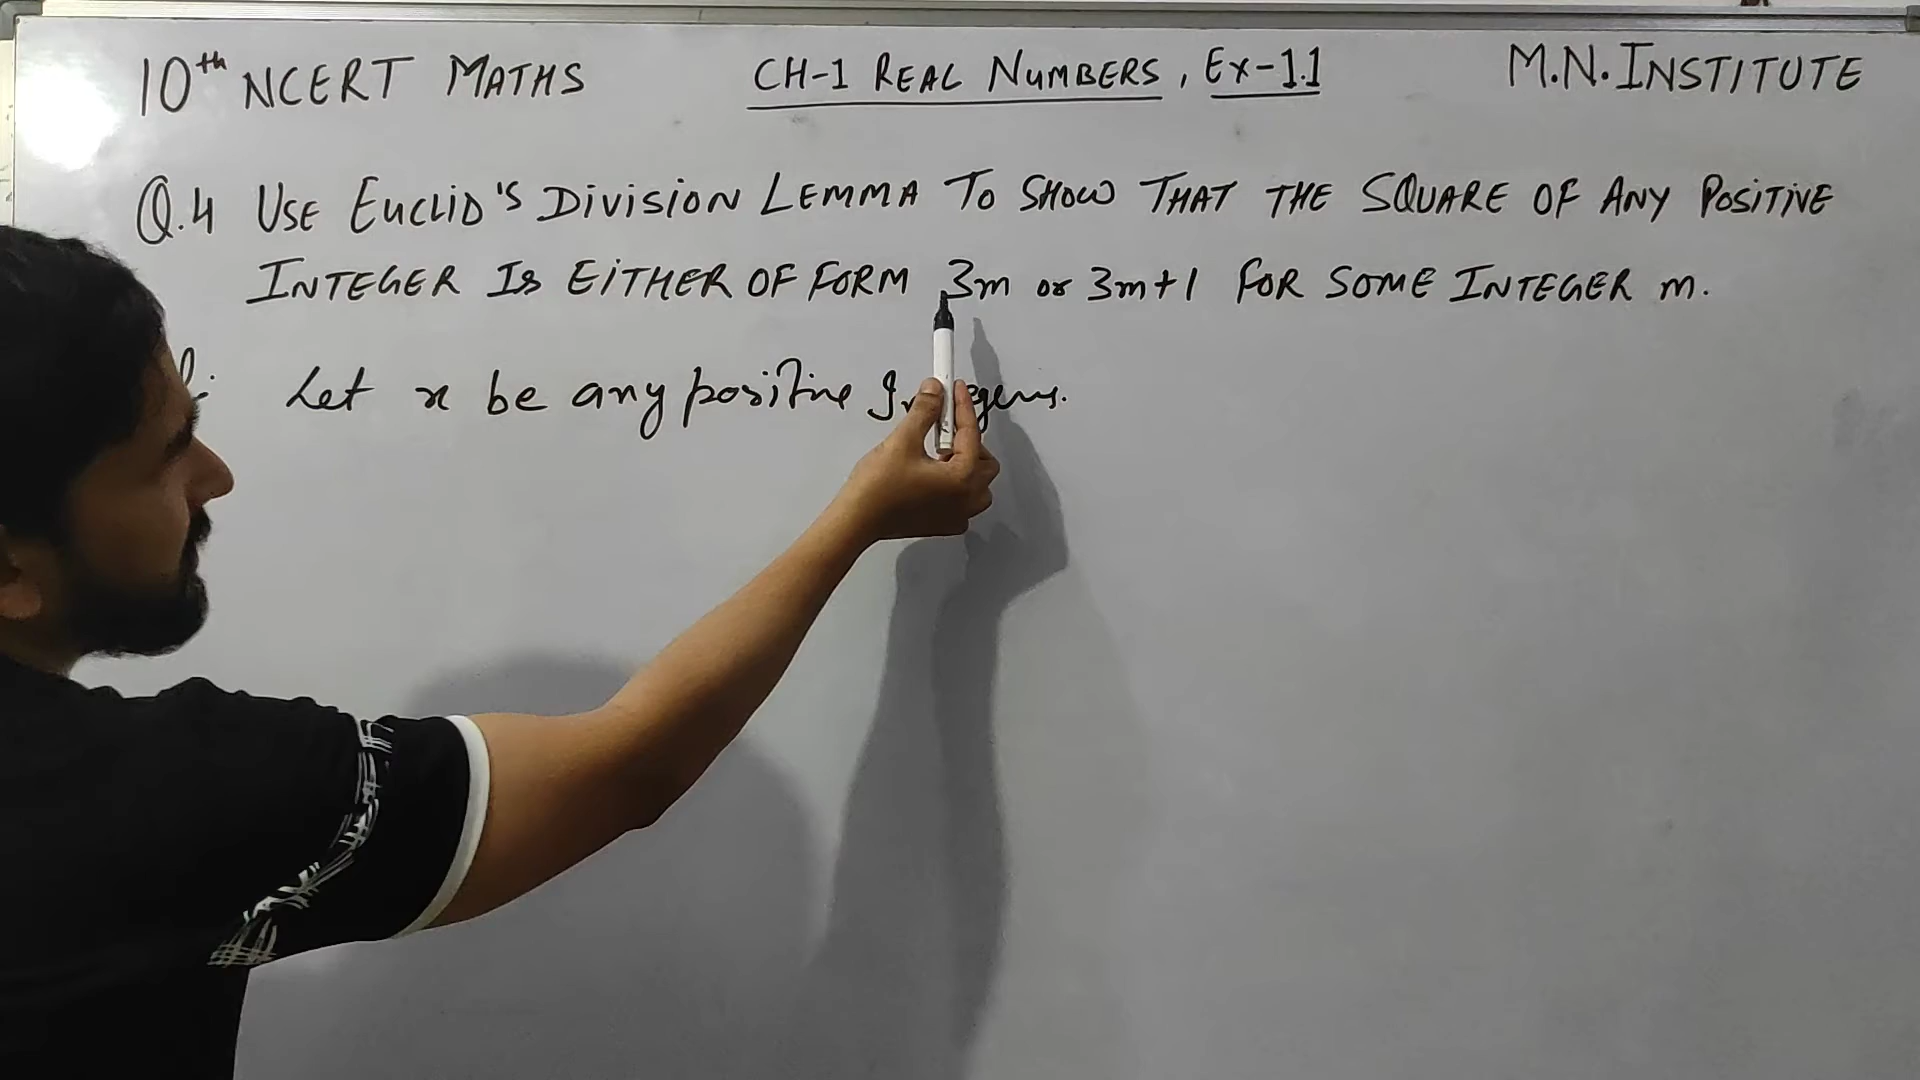 10th NCERT MATHS CH-1 REAL NUMBERS, Ex-1.1 M.N. INSTITUTE
Q.4 USE EUCLID'S DIVISION LEMMA TO SHOW THAT THE SQUARE OF ANY POSITIVE
INTEGER IS EITHER OF FORM 3m or 3m+1 FOR SOME INTEGER m.
Let x be any positive